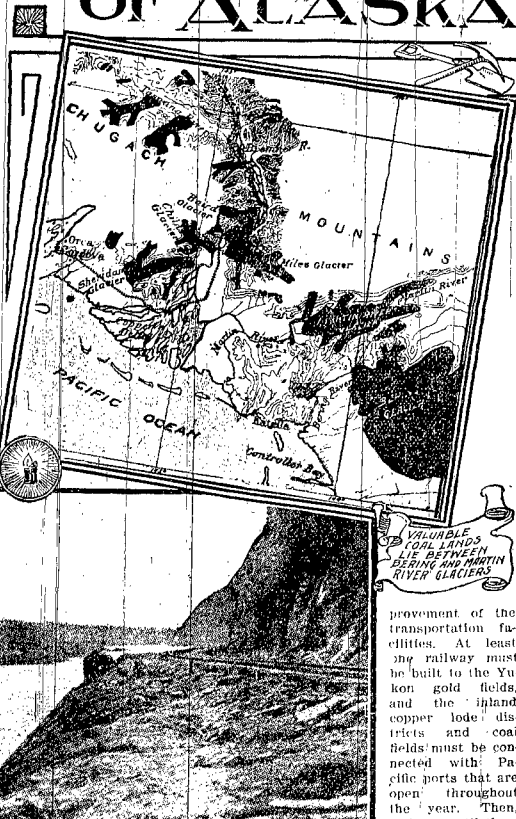 OF ALASKA
CHUGACH
MOUNTAINS
R.
Baird
Glacier
Childs
Glacier
Miles Glacier
Orca
Cordova
Sheridan
Glacier
River
Martin
River
River
PACIFIC OCEAN
Katalla
Controller Bay
VALUABLE
COAL LANDS
LIE BETWEEN
BERING AND MARTIN
RIVER GLACIERS
provement of the
transportation fa-
cilities. At least
one railway must
be built to the Yu
kon gold fields,
and the inland
copper lode dis
tricts and coal
fields must be con
nected with Pa
cific ports that are
open throughout
the year. Then,